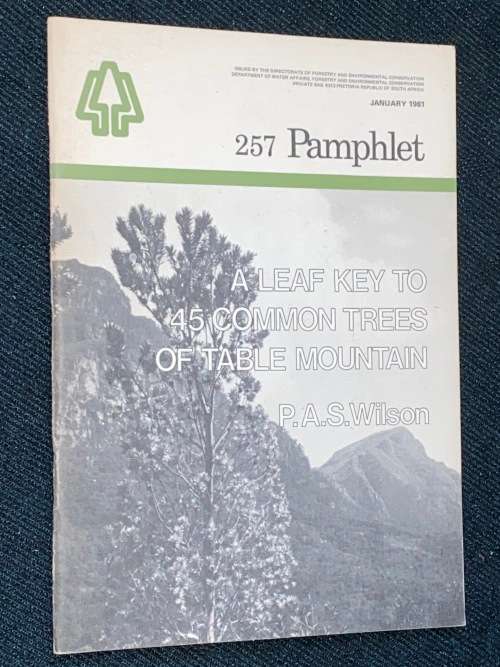 ISSUED BY THE DIRECTORATE OF FORESTRY AND ENVIRONMENTAL CONSERVATION
DEPARTMENT OF WATER AFFAIRS, FORESTRY AND ENVIRONMENTAL CONSERVATION
PRIVATE BAG X313 PRETORIA REPUBLIC OF SOUTH AFRICA
JANUARY 1981
257 Pamphlet
A LEAF KEY TO
45 COMMON TREES
OF TABLE MOUNTAIN
P.A.S.Wilson